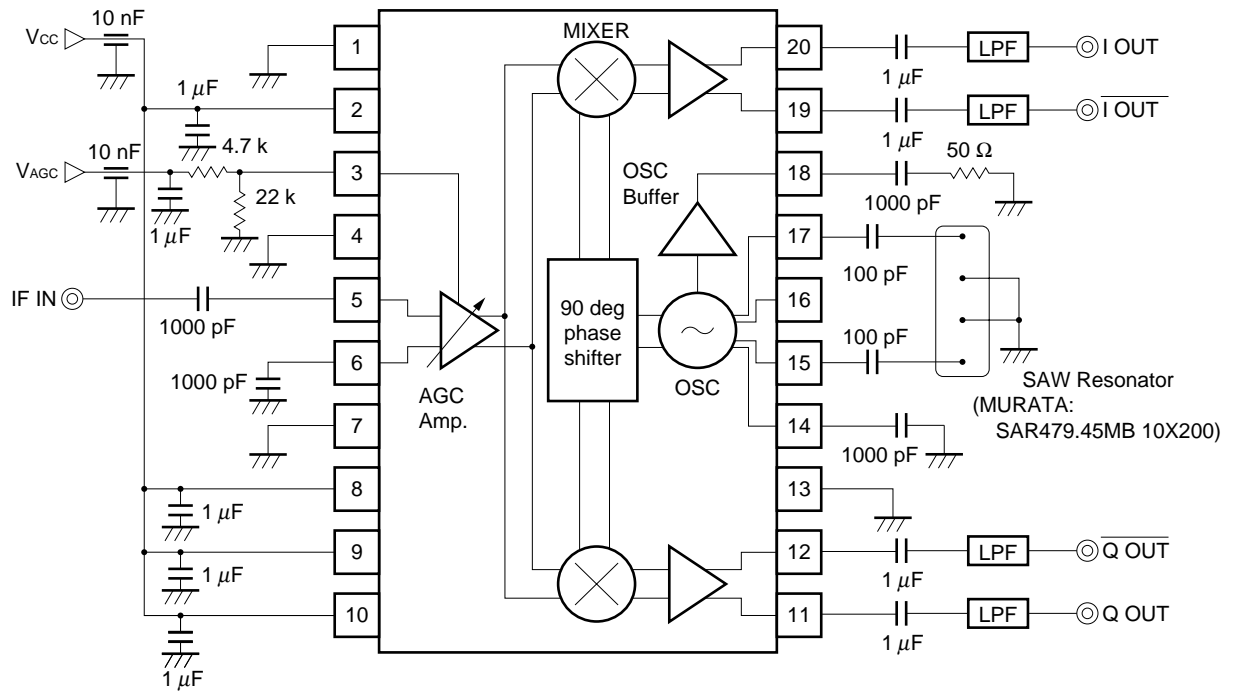 10 nF
VCC
1 μF
4.7 k
10 nF
VAGC
22 k
1 μF
IF IN
1000 pF
1000 pF
1 μF
1 μF
1 μF
1
2
3
4
5
6
7
8
9
10
MIXER
OSC
Buffer
90 deg
phase
shifter
OSC
AGC
Amp.
20
19
18
17
16
15
14
13
12
11
1 μF
LPF
I OUT
1 μF
LPF
I OUT
50 Ω
1000 pF
100 pF
100 pF
SAW Resonator
(MURATA:
SAR479.45MB 10X200)
1000 pF
1 μF
LPF
Q OUT
1 μF
LPF
Q OUT